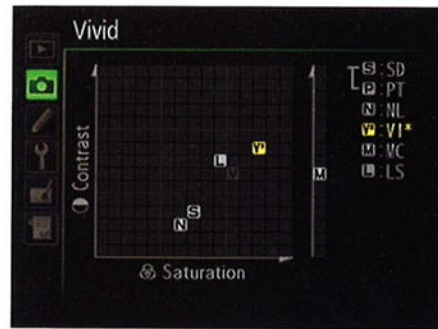 Vivid
S:SD
P:PT
N:NL
V*:VI*
M:MC
L:LS
Contrast
V*
L
V
M
S
N
Saturation